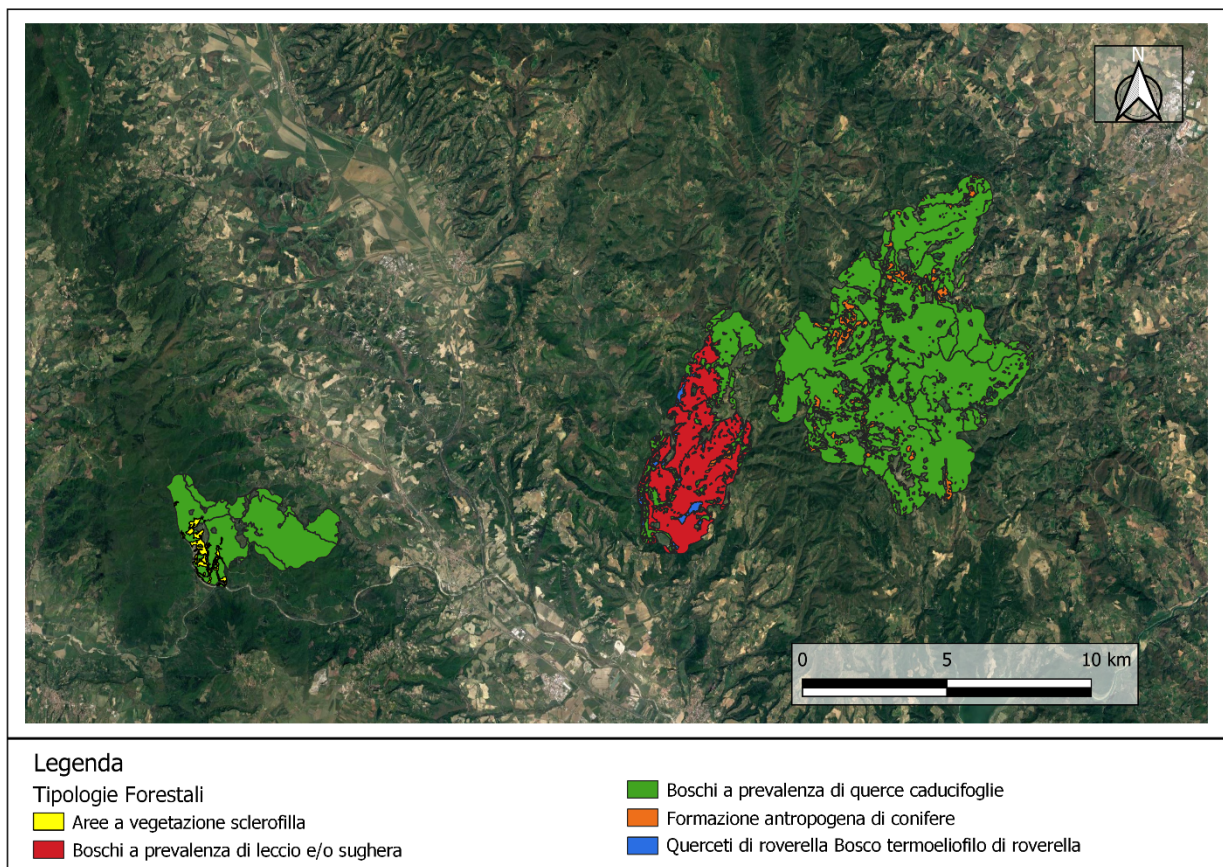 N
0 5 10 km
Legenda
Tipologie Forestali
Aree a vegetazione sclerofilla
Boschi a prevalenza di leccio e/o sughera
Boschi a prevalenza di querce caducifoglie
Formazione antropogena di conifere
Querceti di roverella Bosco termoeliofilo di roverella